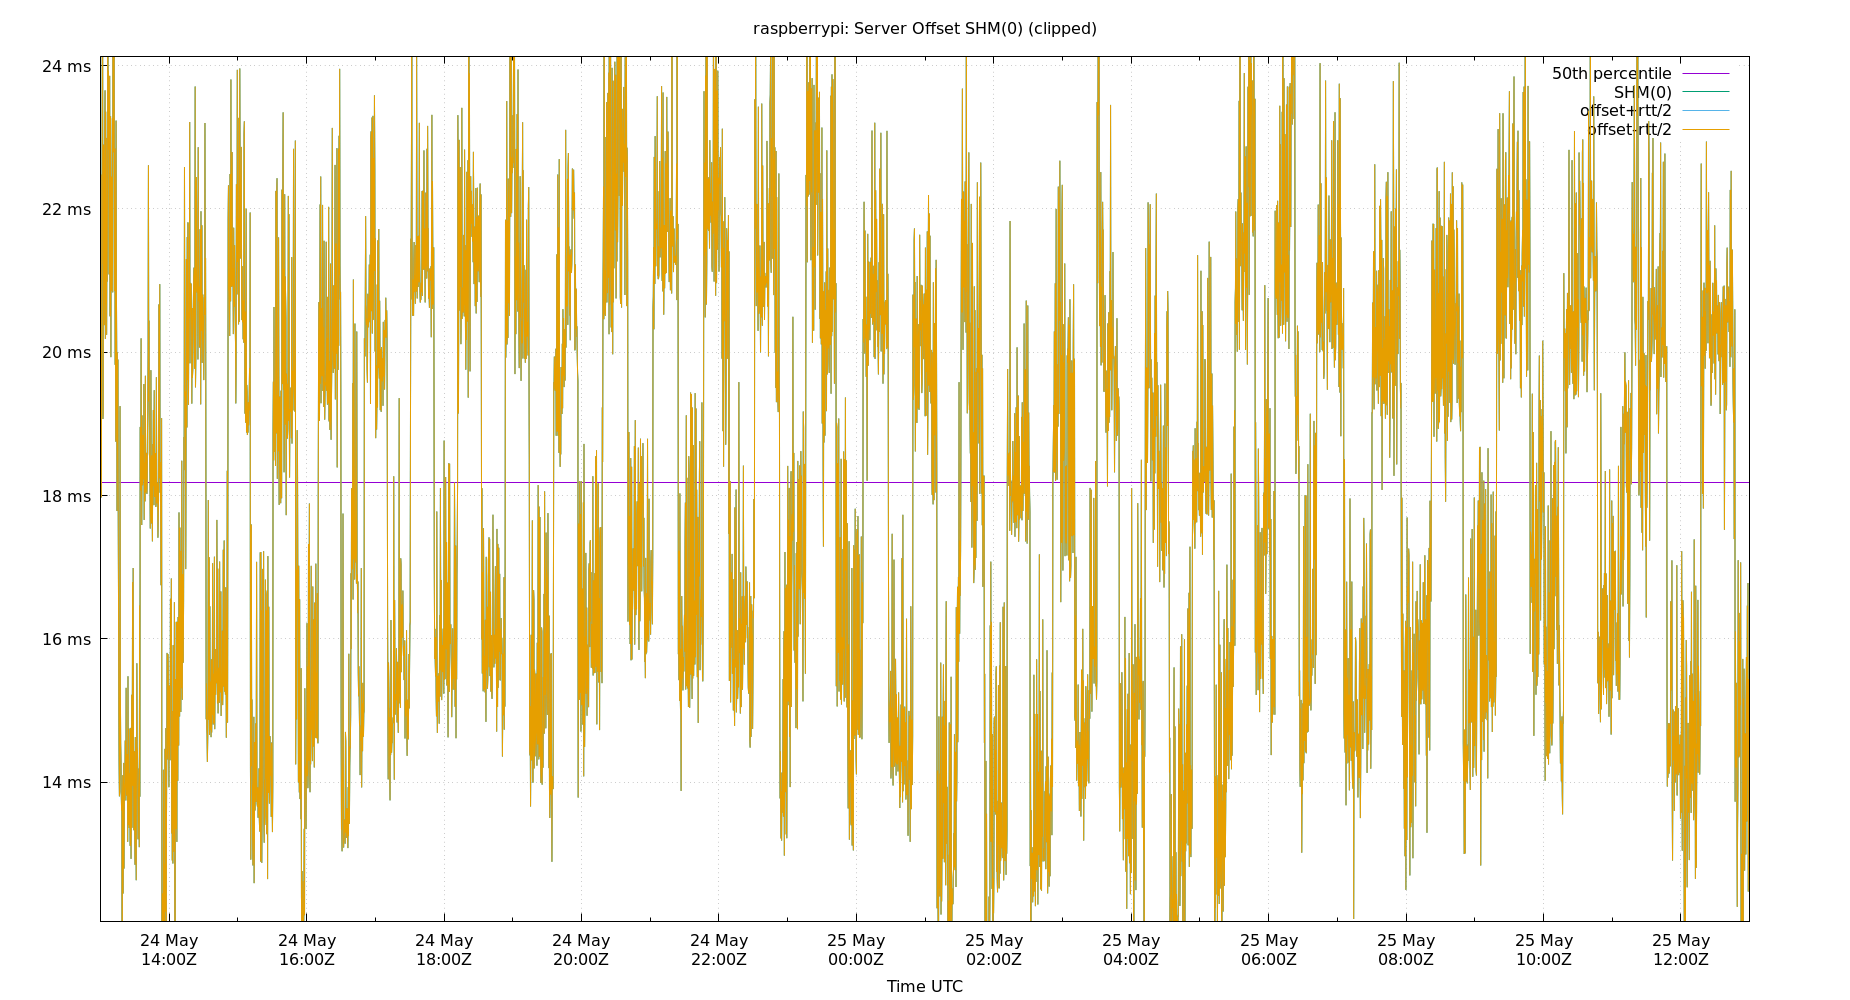 raspberrypi: Server Offset SHM(0) (clipped)
24 ms
22 ms
20 ms
18 ms
16 ms
14 ms
50th percentile
SHM(0)
offset+rtt/2
offset-rtt/2
24 May
14:00Z
24 May
16:00Z
24 May
18:00Z
24 May
20:00Z
24 May
22:00Z
25 May
00:00Z
25 May
02:00Z
25 May
04:00Z
25 May
06:00Z
25 May
08:00Z
25 May
10:00Z
25 May
12:00Z
Time UTC